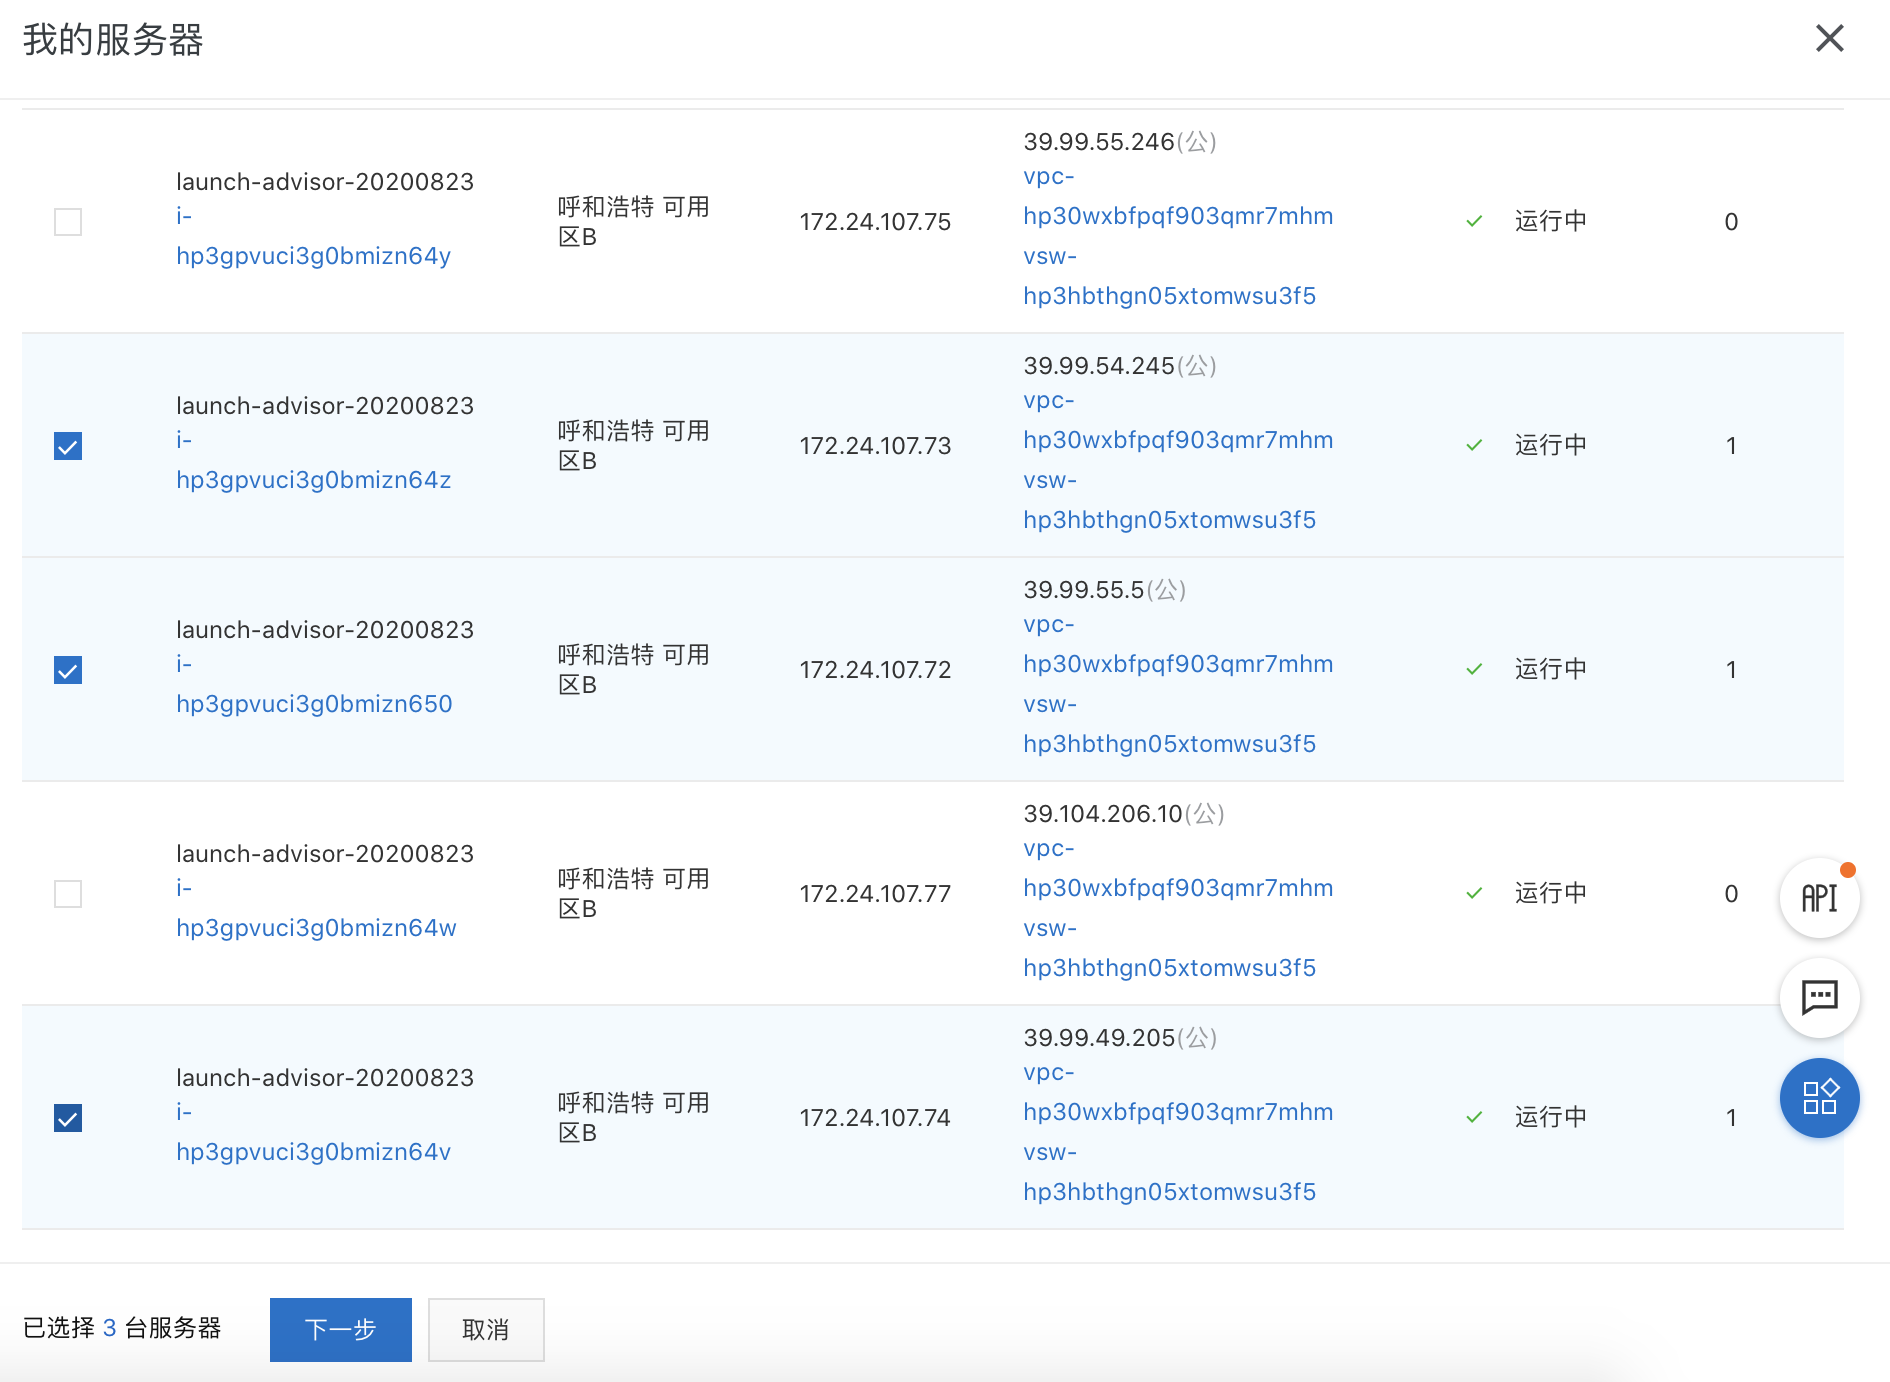 我的服务器
39.99.55.246(公)
launch-advisor-20200823
vpc-
i-
呼和浩特 可用
区B
172.24.107.75
hp30wxbfpqf903qmr7mhm
运行中
0
hp3gpvuci3g0bmizn64y
vsw-
hp3hbthgn05xtomwsu3f5
39.99.54.245(公)
launch-advisor-20200823
vpc-
i-
呼和浩特 可用
区B
172.24.107.73
hp30wxbfpqf903qmr7mhm
运行中
1
hp3gpvuci3g0bmizn64z
vsw-
hp3hbthgn05xtomwsu3f5
39.99.55.5(公)
launch-advisor-20200823
vpc-
i-
呼和浩特 可用
区B
172.24.107.72
hp30wxbfpqf903qmr7mhm
运行中
1
hp3gpvuci3g0bmizn650
vsw-
hp3hbthgn05xtomwsu3f5
39.104.206.10(公)
launch-advisor-20200823
vpc-
i-
呼和浩特 可用
区B
172.24.107.77
hp30wxbfpqf903qmr7mhm
运行中
0
API
hp3gpvuci3g0bmizn64w
vsw-
hp3hbthgn05xtomwsu3f5
39.99.49.205(公)
launch-advisor-20200823
vpc-
i-
呼和浩特 可用
区B
172.24.107.74
hp30wxbfpqf903qmr7mhm
运行中
1
hp3gpvuci3g0bmizn64v
vsw-
hp3hbthgn05xtomwsu3f5
已选择 3 台服务器
下一步
取消